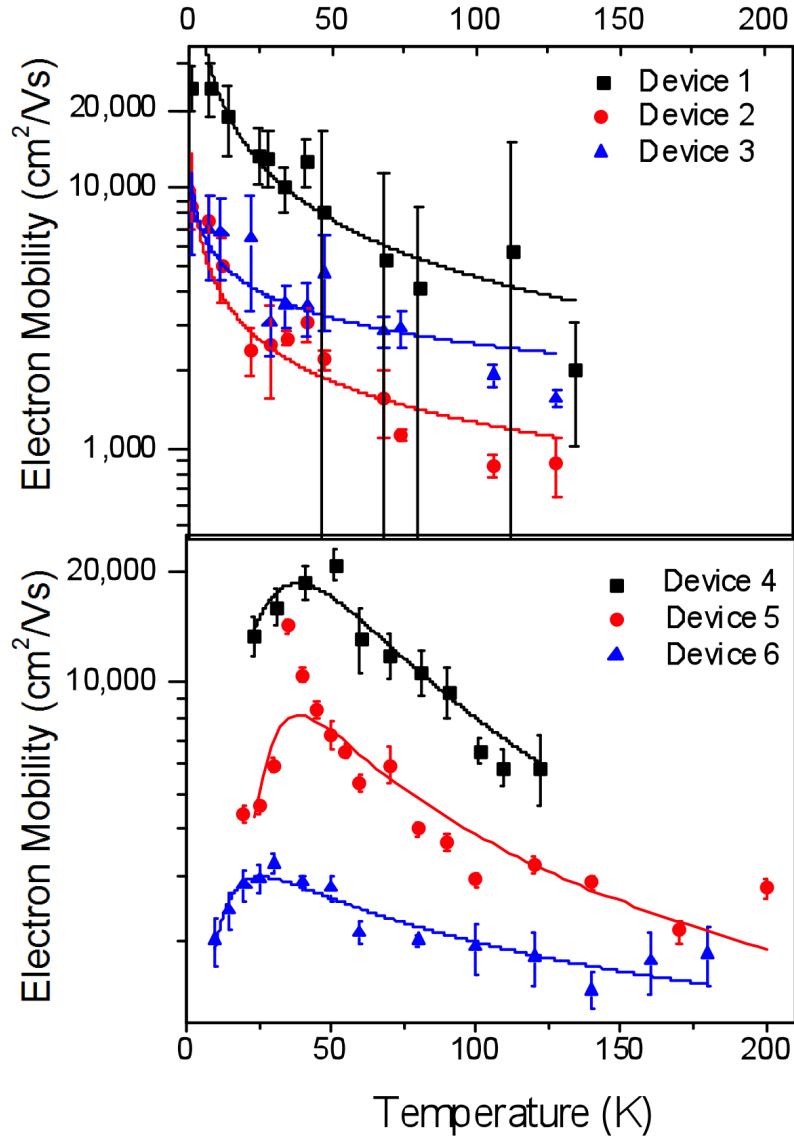 0 50 100 150 200
Electron Mobility (cm²/Vs)
20,000
10,000
1,000
Device 1
Device 2
Device 3
Electron Mobility (cm²/Vs)
20,000
10,000
Device 4
Device 5
Device 6
0 50 100 150 200
Temperature (K)